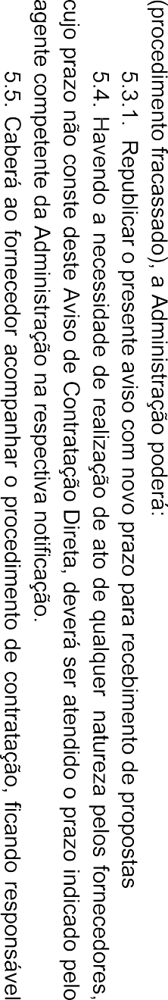 (procedimento fracassado), a Administração poderá:
5.3.1. Republicar o presente aviso com novo prazo para recebimento de propostas
5.4. Havendo a necessidade de realização de ato de qualquer natureza pelos fornecedores,
cujo prazo não conste deste Aviso de Contratação Direta, deverá ser atendido o prazo indicado pelo
agente competente da Administração na respectiva notificação.
5.5. Caberá ao fornecedor acompanhar o procedimento de contratação, ficando responsável